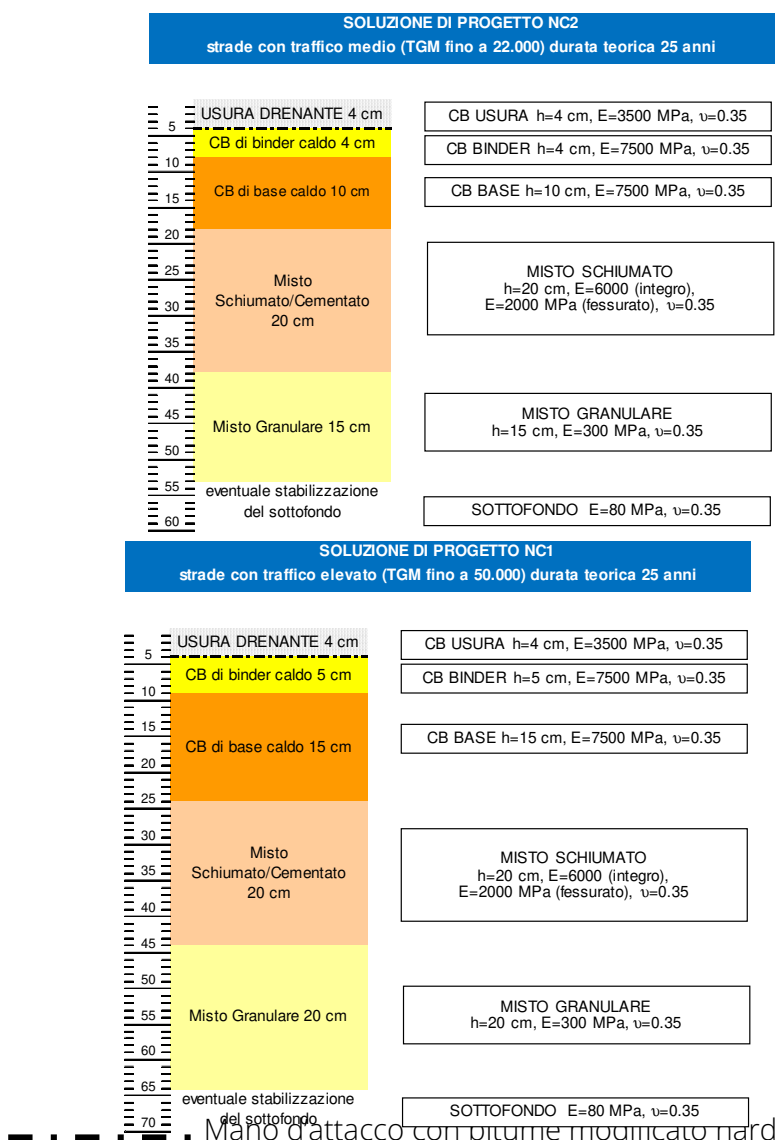 SOLUZIONE DI PROGETTO NC2
strade con traffico medio (TGM fino a 22.000) durata teorica 25 anni
5
10
15
20
25
30
35
40
45
50
55
60
USURA DRENANTE 4 cm
CB di binder caldo 4 cm
CB di base caldo 10 cm
Misto
Schiumato/Cementato
20 cm
Misto Granulare 15 cm
eventuale stabilizzazione
del sottofondo
CB USURA h=4 cm, E=3500 MPa, υ=0.35
CB BINDER h=4 cm, E=7500 MPa, υ=0.35
CB BASE h=10 cm, E=7500 MPa, υ=0.35
MISTO SCHIUMATO
h=20 cm, E=6000 (integro),
E=2000 MPa (fessurato), υ=0.35
MISTO GRANULARE
h=15 cm, E=300 MPa, υ=0.35
SOTTOFONDO E=80 MPa, υ=0.35
SOLUZIONE DI PROGETTO NC1
strade con traffico elevato (TGM fino a 50.000) durata teorica 25 anni
5
10
15
20
25
30
35
40
45
50
55
60
65
70
USURA DRENANTE 4 cm
CB di binder caldo 5 cm
CB di base caldo 15 cm
Misto
Schiumato/Cementato
20 cm
Misto Granulare 20 cm
eventuale stabilizzazione
del sottofondo
CB USURA h=4 cm, E=3500 MPa, υ=0.35
CB BINDER h=5 cm, E=7500 MPa, υ=0.35
CB BASE h=15 cm, E=7500 MPa, υ=0.35
MISTO SCHIUMATO
h=20 cm, E=6000 (integro),
E=2000 MPa (fessurato), υ=0.35
MISTO GRANULARE
h=20 cm, E=300 MPa, υ=0.35
SOTTOFONDO E=80 MPa, υ=0.35
Mano d'attacco con bitume modificato hard